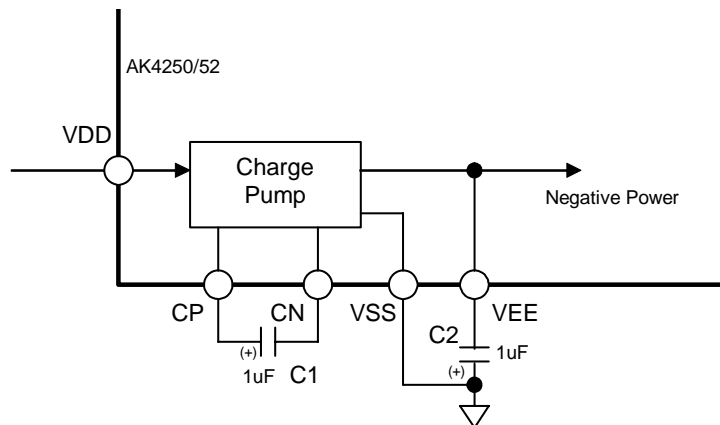 AK4250/52
VDD
Charge
Pump
Negative Power
CP
CN
VSS
VEE
(+)
1uF
C1
C2
1uF
(+)